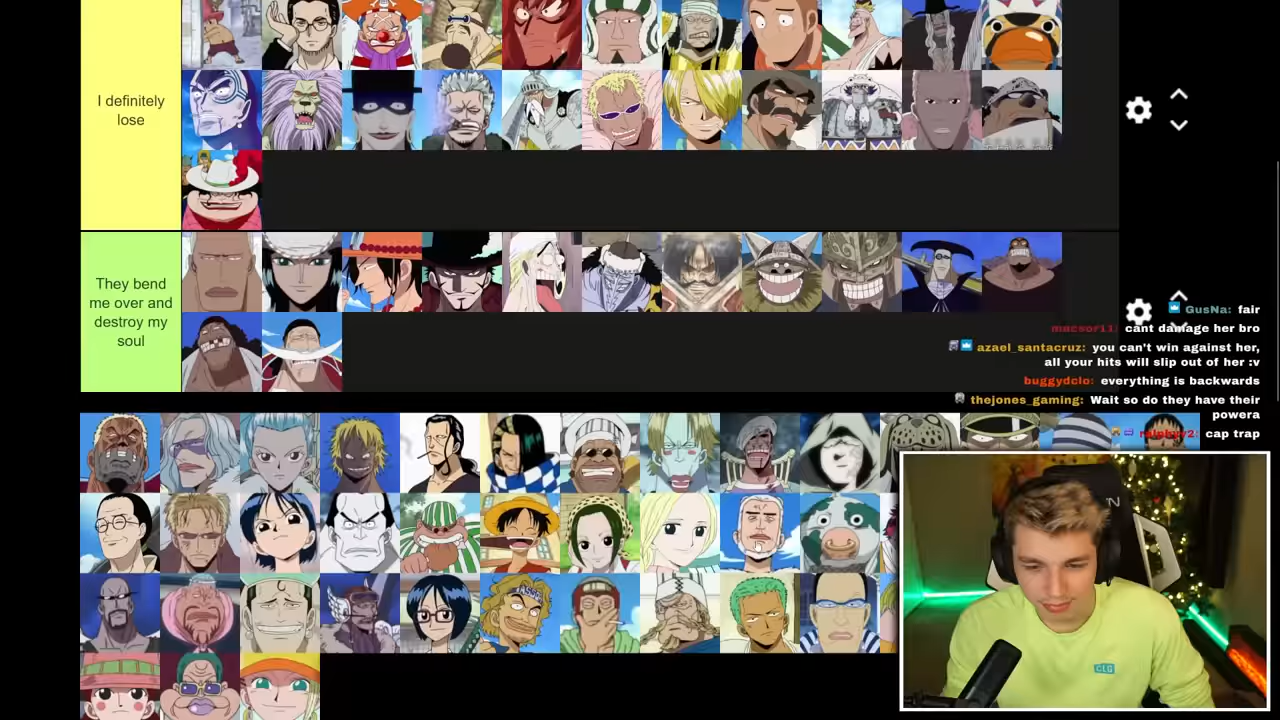 I definitely
lose
They bend
me over and
destroy my
soul
GusNa: fair
macsor11: cant damage her bro
azael_santacruz: you can't win against her,
all your hits will slip out of her :v
buggydclo: everything is backwards
thejones_gaming: Wait so do they have their
powera
cap trap
CLG